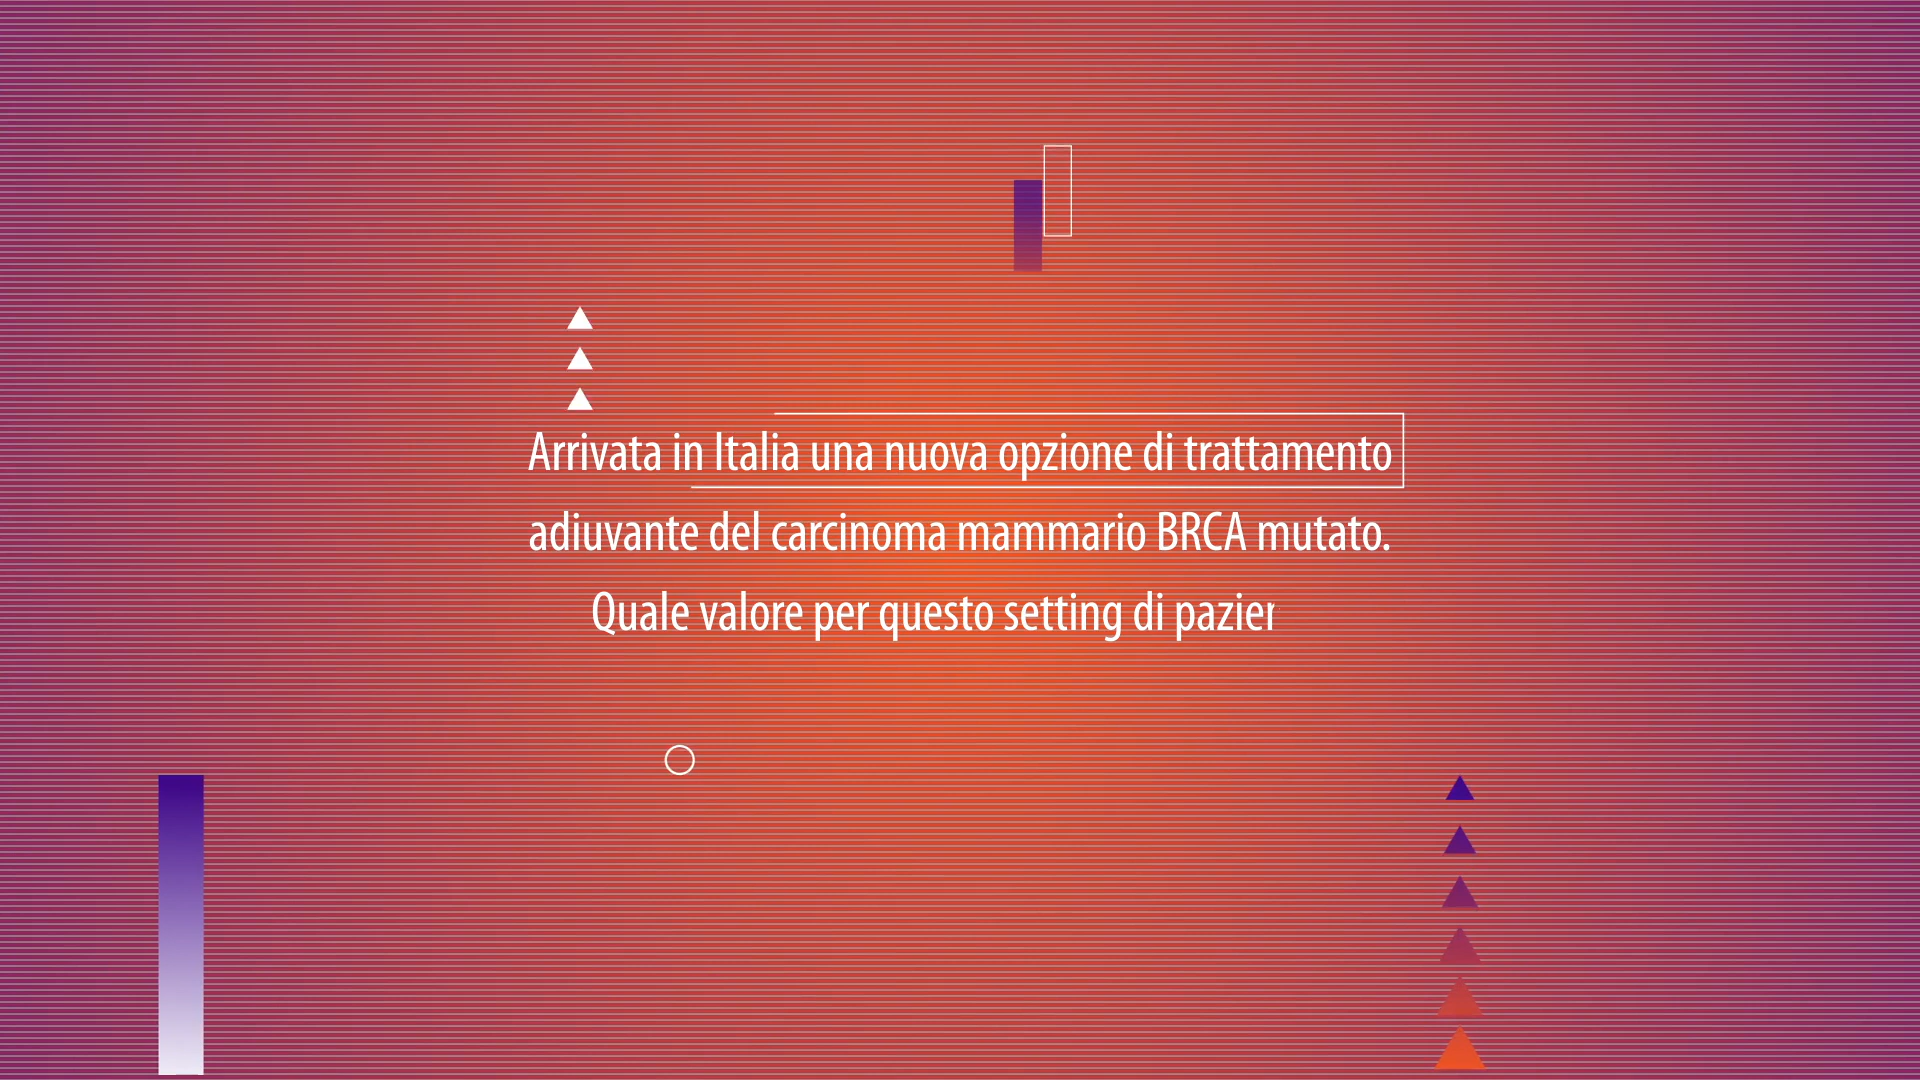 Arrivata in Italia una nuova opzione di trattamento
adiuvante del carcinoma mammario BRCA mutato.
Quale valore per questo setting di pazie